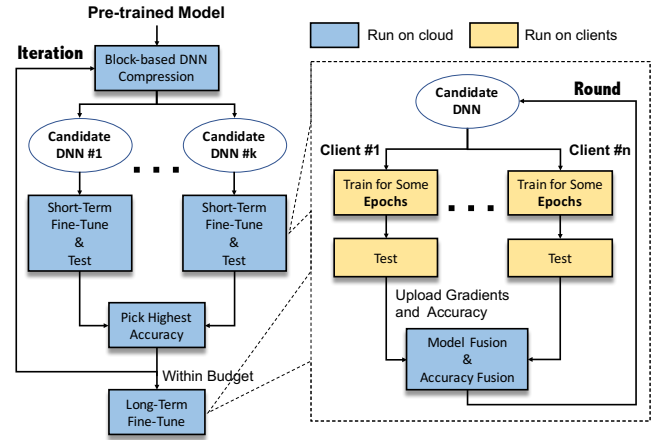 Pre-trained Model
Iteration
Block-based DNN
Compression
Candidate
DNN #1
Candidate
DNN #k
Short-Term
Fine-Tune
&
Test
Short-Term
Fine-Tune
&
Test
Pick Highest
Accuracy
Within Budget
Long-Term
Fine-Tune
Run on cloud
Run on clients
Candidate
DNN
Round
Client #1
Client #n
Train for Some
Epochs
Train for Some
Epochs
Test
Test
Upload Gradients
and Accuracy
Model Fusion
&
Accuracy Fusion